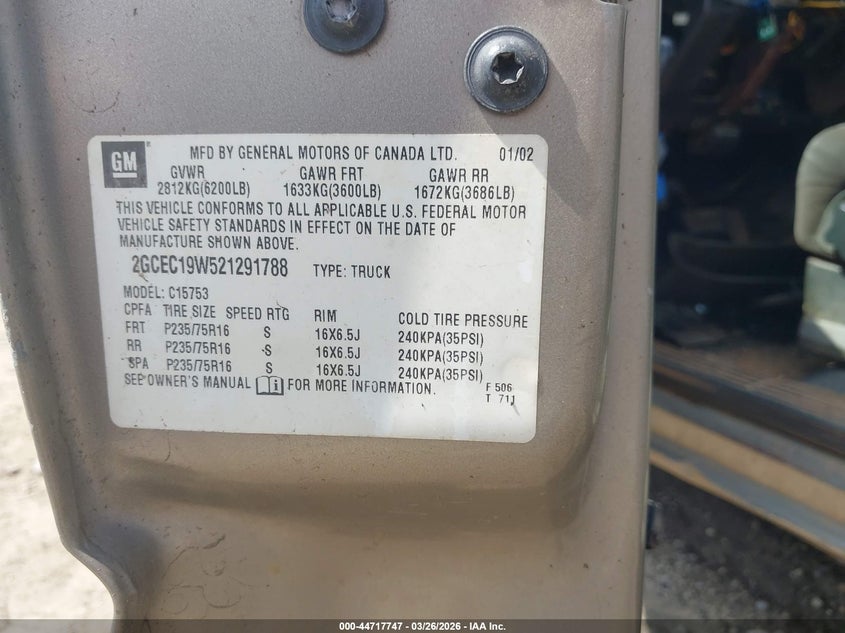 GM
MFD BY GENERAL MOTORS OF CANADA LTD. 01/02
GVWR GAWR FRT GAWR RR
2812KG(6200LB) 1633KG(3600LB) 1672KG(3686LB)
THIS VEHICLE CONFORMS TO ALL APPLICABLE U.S. FEDERAL MOTOR
VEHICLE SAFETY STANDARDS IN EFFECT ON THE DATE OF
MANUFACTURE SHOWN ABOVE.
2GCEC19W521291788 TYPE: TRUCK
MODEL: C15753
CPFA TIRE SIZE SPEED RTG RIM COLD TIRE PRESSURE
FRT P235/75R16 S 16X6.5J 240KPA(35PSI)
RR P235/75R16 S 16X6.5J 240KPA(35PSI)
SPA P235/75R16 S 16X6.5J 240KPA(35PSI)
SEE OWNER'S MANUAL FOR MORE INFORMATION.
F 506
T 711
000-44717747 | 03/26/2026 | IAA Inc.